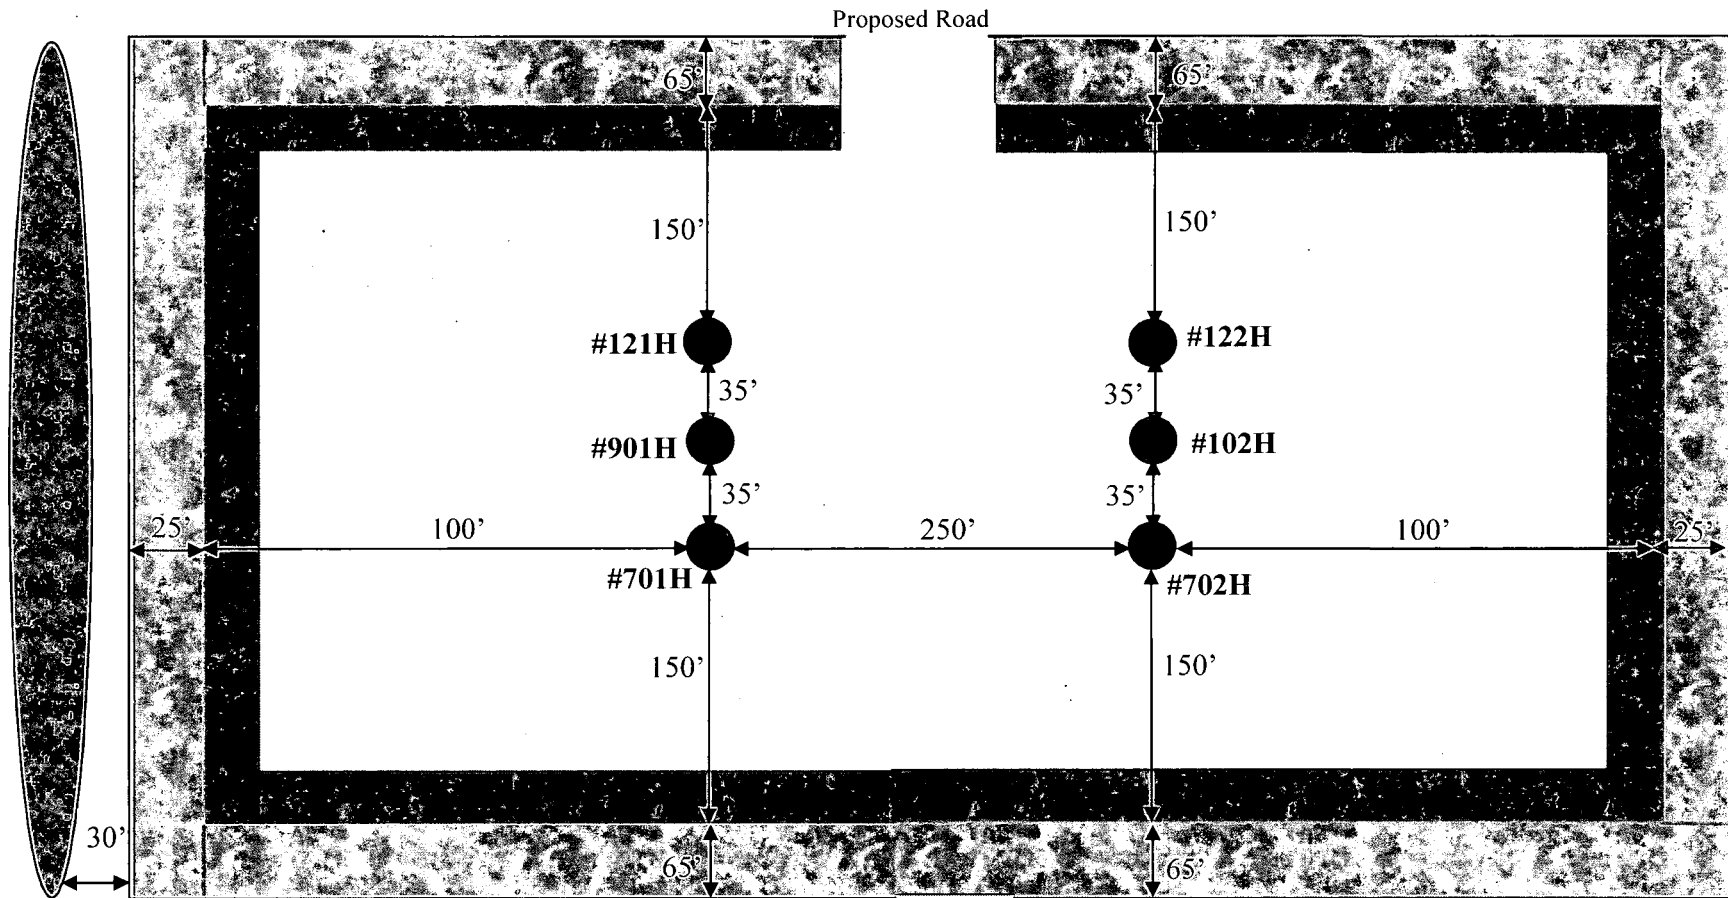 Proposed Road
65’ 65’
150’ 150’
#121H #122H
35’ 35’
#901H #102H
35’ 35’
25’ 100’ 250’ 100’ 25’
#701H #702H
150’ 150’
30’
65’ 65’